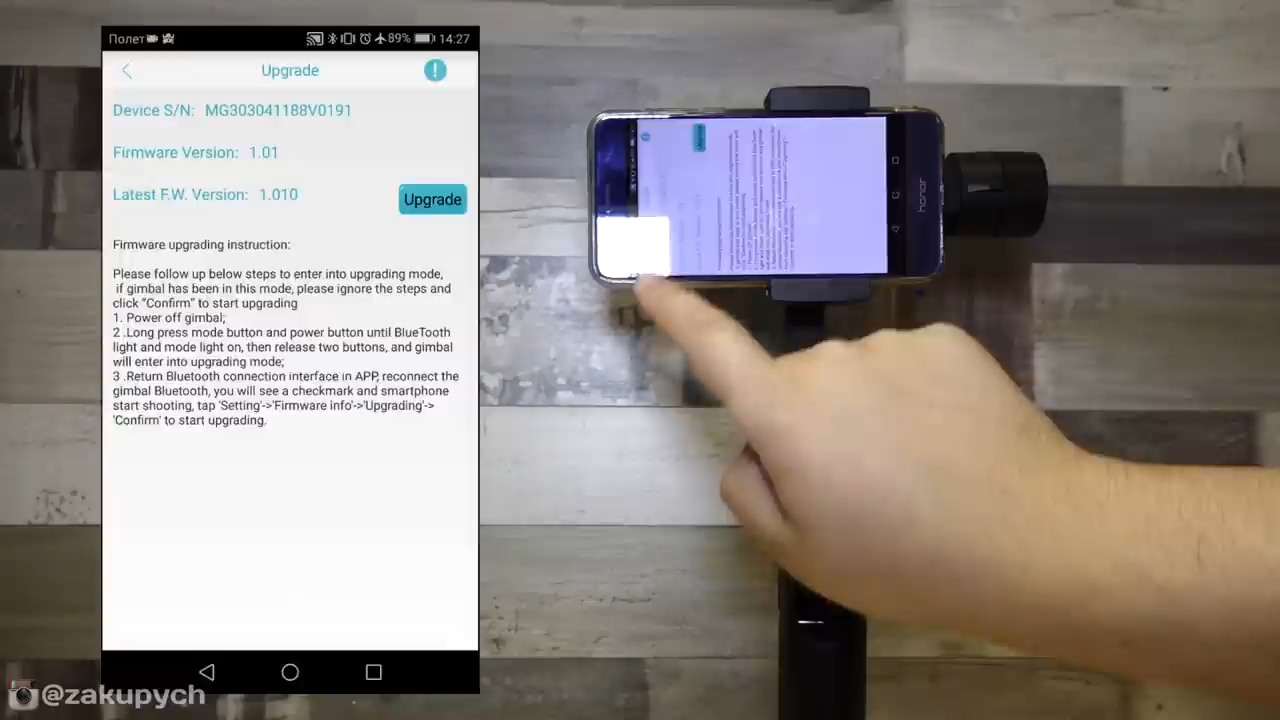 Полет
89%
14:27
Upgrade
Device S/N: MG303041188V0191
Firmware Version: 1.01
Latest F.W. Version: 1.010
Upgrade
Firmware upgrading instruction:
Please follow up below steps to enter into upgrading mode,
if gimbal has been in this mode, please ignore the steps and
click “Confirm” to start upgrading
1. Power off gimbal;
2 .Long press mode button and power button until BlueTooth
light and mode light on, then release two buttons, and gimbal
will enter into upgrading mode;
3 .Return Bluetooth connection interface in APP, reconnect the
gimbal Bluetooth, you will see a checkmark and smartphone
start shooting, tap 'Setting'->'Firmware info'->'Upgrading'->
'Confirm' to start upgrading.
honor
@zakupych